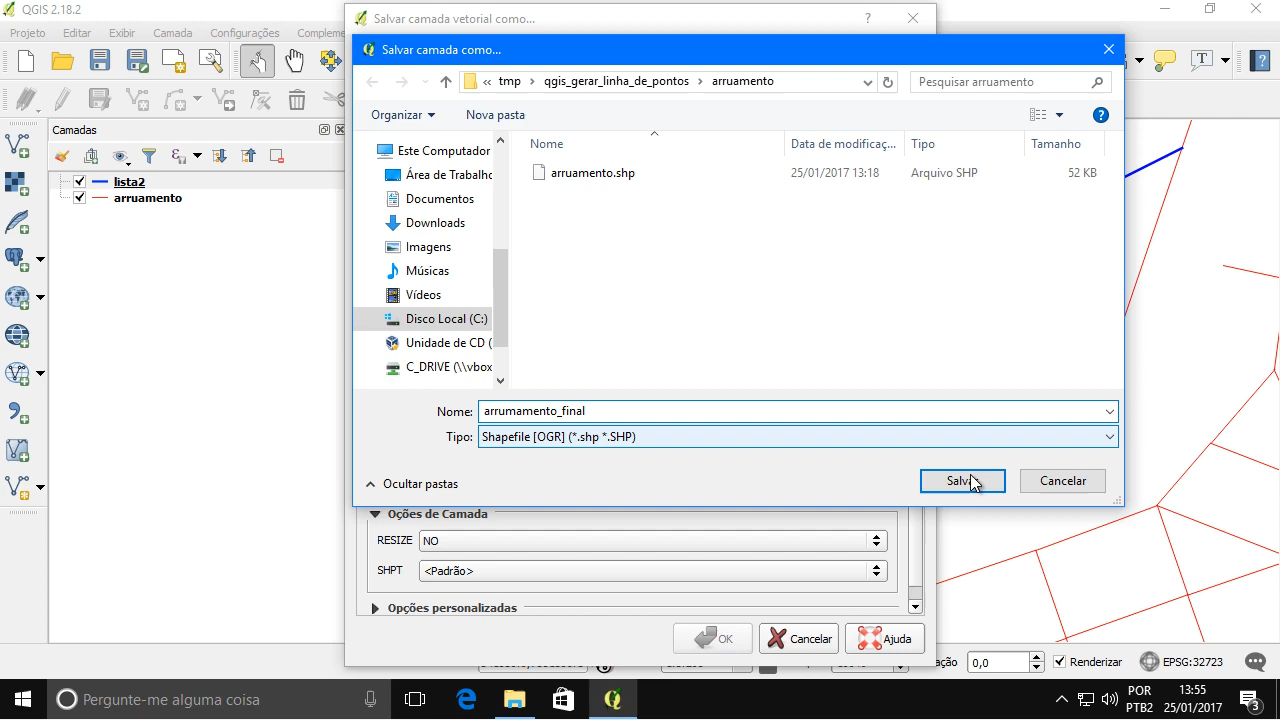 QGIS 2.18.2
Salvar camada vetorial como...
?
Projeto Editar Exibir Camada Configurações
Salvar camada como...
« tmp › qgis_gerar_linha_de_pontos › arruamento
Pesquisar arruamento
T
?
Organizar Nova pasta
?
Camadas
Este Computador
Nome Data de modificaç... Tipo Tamanho
Área de Trabalho
arruamento.shp 25/01/2017 13:18 Arquivo SHP 52 KB
lista2
Documentos
arruamento
Downloads
Imagens
Músicas
Vídeos
Disco Local (C:)
Unidade de CD (
C_DRIVE (\\vbox
Nome: arrumamento_final
Tipo: Shapefile [OGR] (*.shp *.SHP)
Ocultar pastas
Salvar Cancelar
Oções de Camada
RESIZE NO
SHPT <Padrão>
Opções personalizadas
OK Cancelar Ajuda
ação 0,0 Renderizar EPSG:32723
Pergunte-me alguma coisa
POR 13:55
PTB2 25/01/2017
3